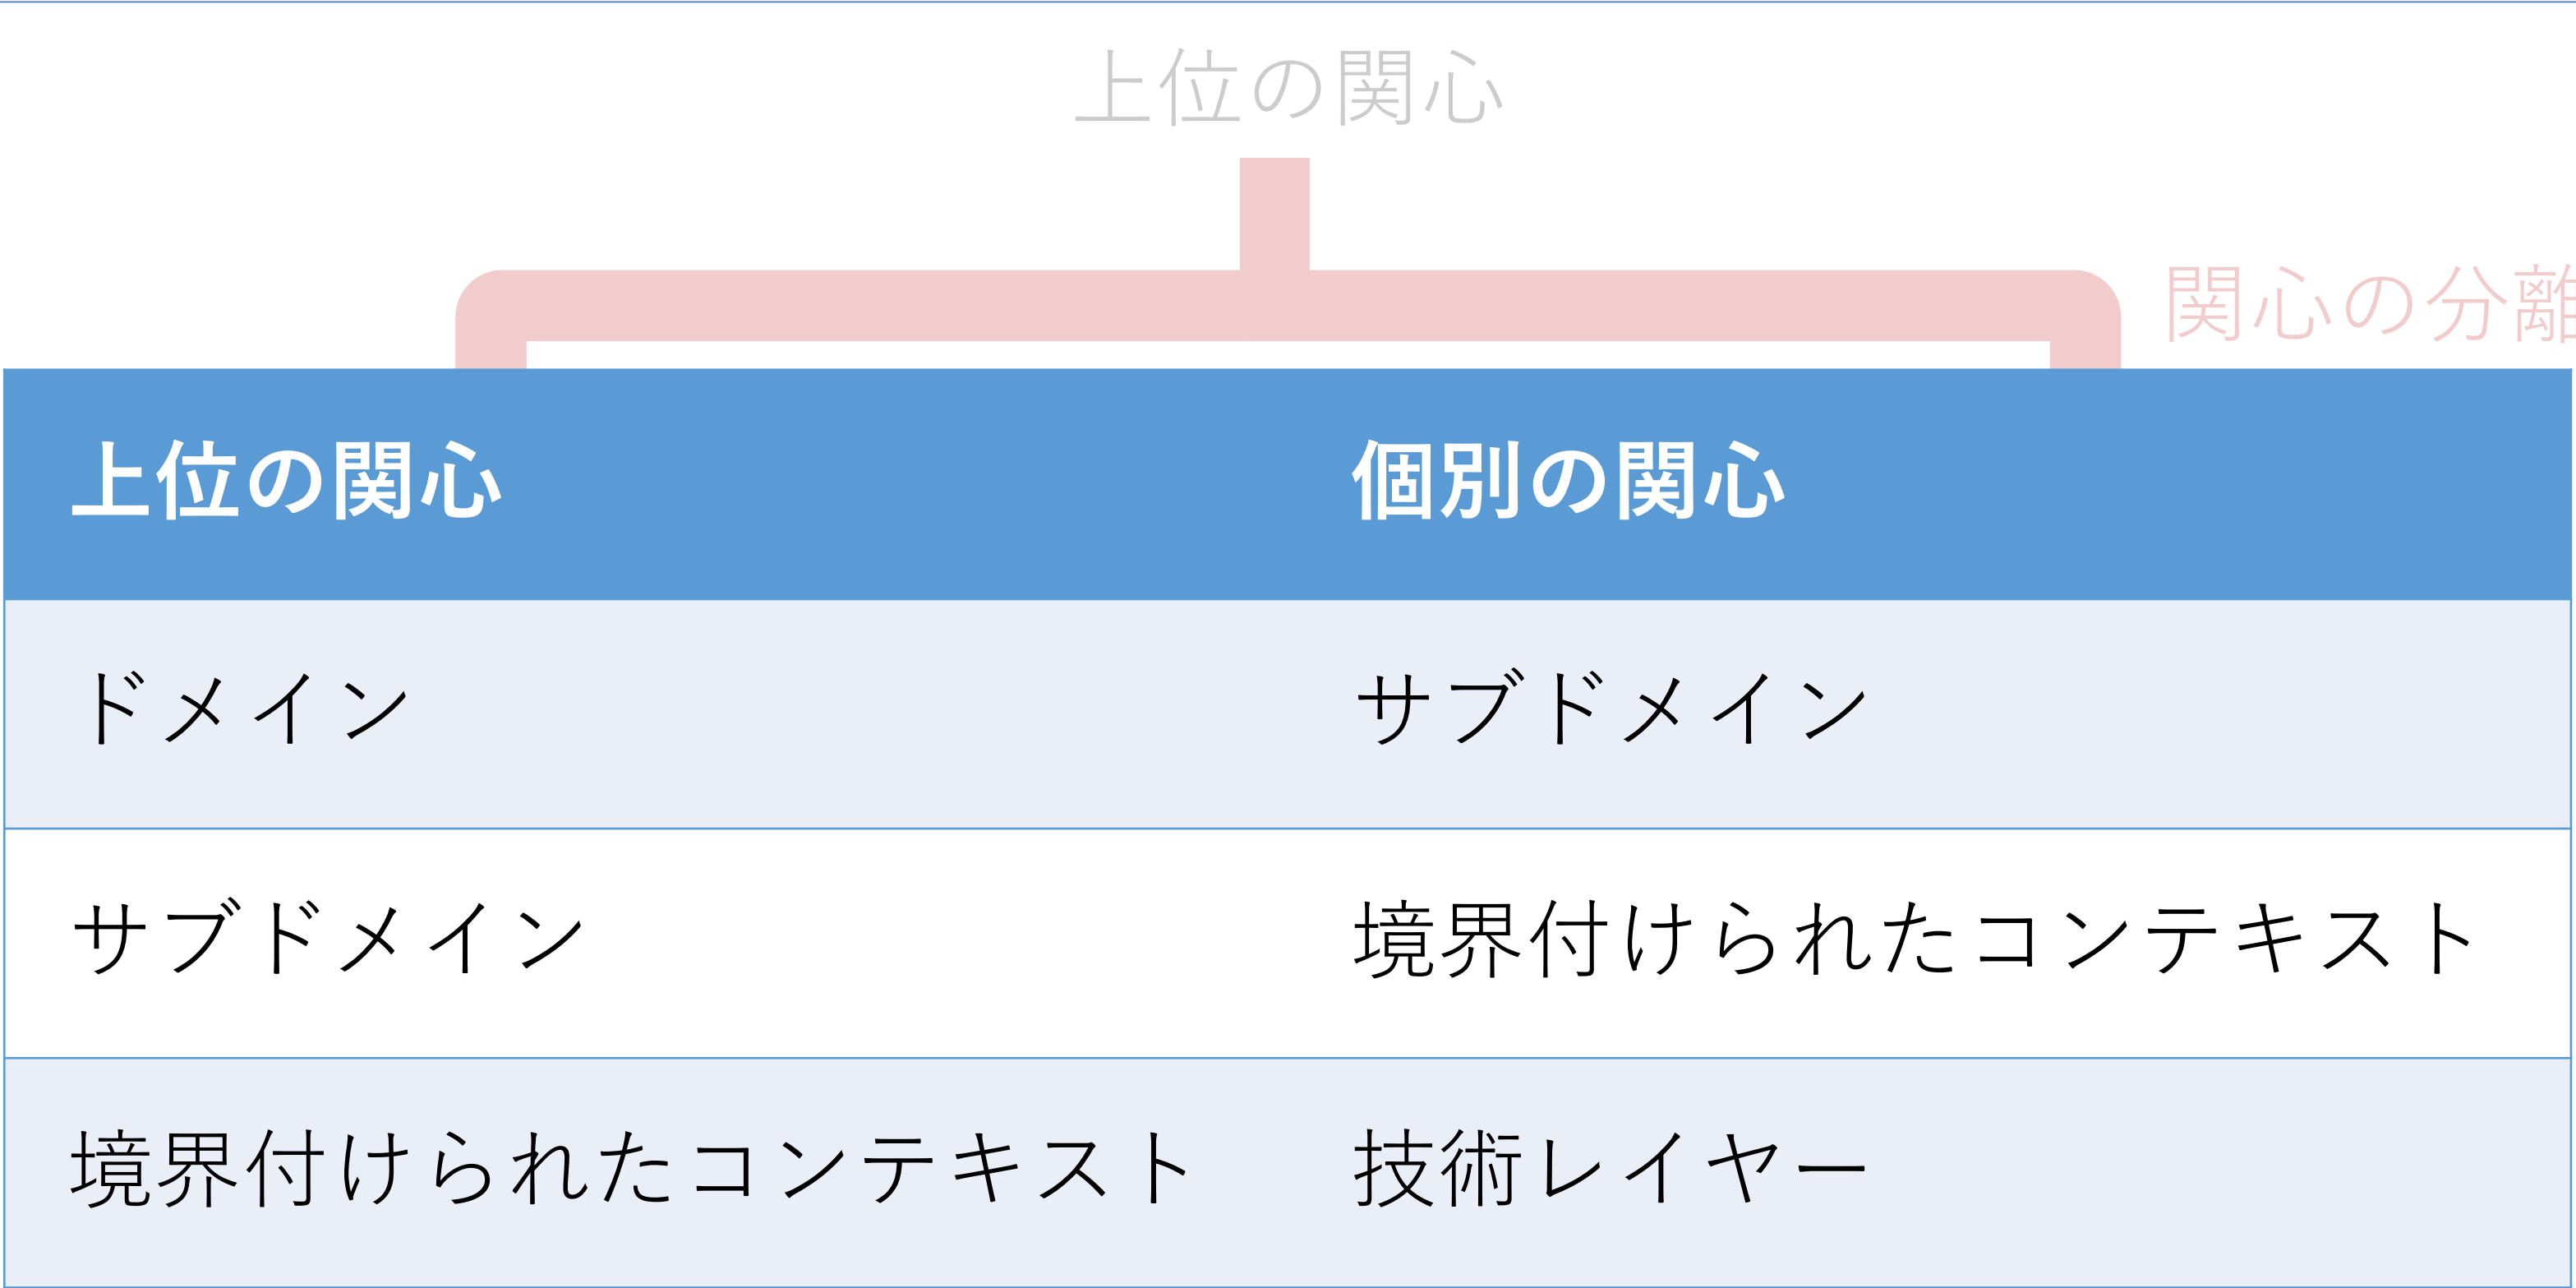 上位の関心
関心の分離
上位の関心 個別の関心
ドメイン サブドメイン
サブドメイン 境界付けられたコンテキスト
境界付けられたコンテキスト 技術レイヤー